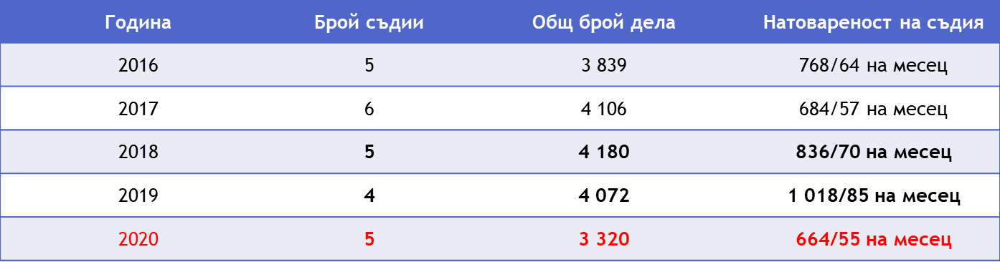 Година Брой съдии Общ брой дела Натовареност на съдия
2016 5 3 839 768/64 на месец
2017 6 4 106 684/57 на месец
2018 5 4 180 836/70 на месец
2019 4 4 072 1 018/85 на месец
2020 5 3 320 664/55 на месец